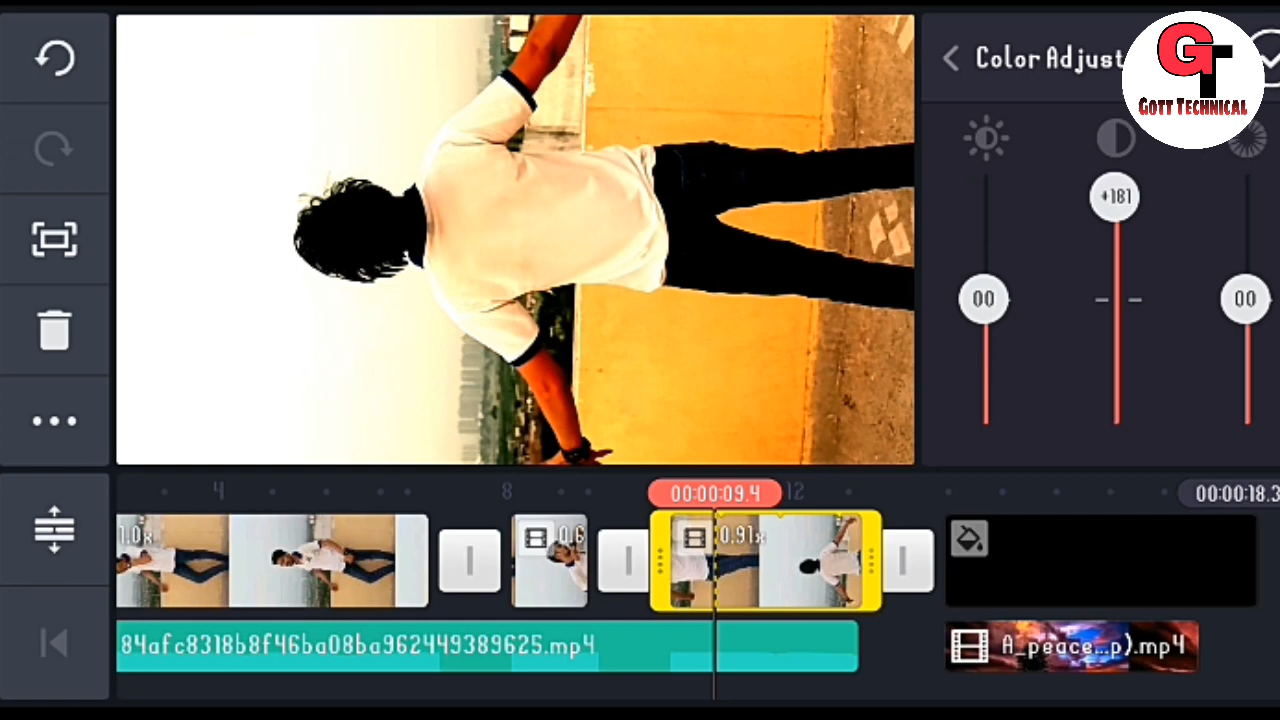 Color Adjust
GT
GOTT TECHNICAL
+181
00
00
4
8
00:00:09.4
12
00:00:18.3
1.0x
0.6
0.91x
84afc8318b8f46ba08ba962449389625.mp4
A_peace...p).mp4